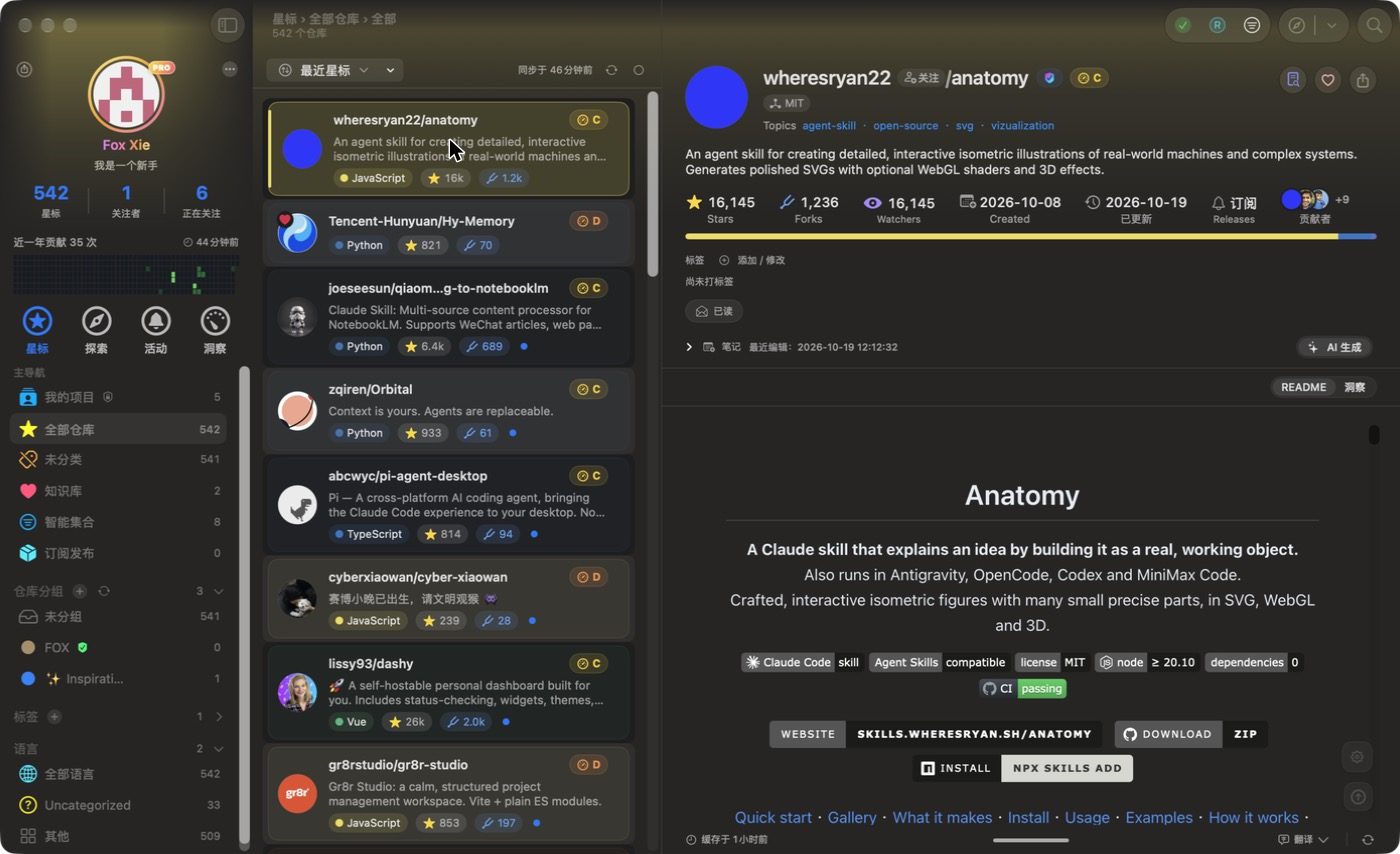 PRO
Fox Xie
我是一个新手
542 1 6
星标 关注者 正在关注
近一年贡献 35 次 44 分钟前
星标 探索 活动 洞察
主导航
我的项目 5
全部仓库 542
未分类 541
知识库 2
智能集合 8
订阅发布 0
仓库分组 3
未分组 541
FOX 0
✨ Inspirati... 1
标签 1
语言 2
全部语言 542
Uncategorized 33
其他 509
星标 › 全部仓库 › 全部
542 个仓库
最近星标 同步于 46 分钟前
wheresryan22/anatomy C
An agent skill for creating detailed, interactive
isometric illustrations of real-world machines an...
JavaScript 16k 1.2k
Tencent-Hunyuan/Hy-Memory D
Python 821 70
joeseesun/qiaom...g-to-notebooklm C
Claude Skill: Multi-source content processor for
NotebookLM. Supports WeChat articles, web pa...
Python 6.4k 689
zqiren/Orbital C
Context is yours. Agents are replaceable.
Python 933 61
abcwyc/pi-agent-desktop C
Pi — A cross-platform AI coding agent, bringing
the Claude Code experience to your desktop. No...
TypeScript 814 94
cyberxiaowan/cyber-xiaowan D
赛博小晚已出生，请文明观猴 👾
JavaScript 239 28
lissy93/dashy C
🚀 A self-hostable personal dashboard built for
you. Includes status-checking, widgets, themes,...
Vue 26k 2.0k
gr8r
gr8rstudio/gr8r-studio D
Gr8r Studio: a calm, structured project
management workspace. Vite + plain ES modules.
JavaScript 853 197
R
wheresryan22 关注 /anatomy C
MIT
Topics agent-skill · open-source · svg · vizualization
An agent skill for creating detailed, interactive isometric illustrations of real-world machines and complex systems.
Generates polished SVGs with optional WebGL shaders and 3D effects.
16,145 1,236 16,145 2026-10-08 2026-10-19 订阅 +9
Stars Forks Watchers Created 已更新 Releases 贡献者
标签 添加 / 修改
尚未打标签
已读
笔记 最近编辑：2026-10-19 12:12:32 AI 生成
README 洞察
Anatomy
A Claude skill that explains an idea by building it as a real, working object.
Also runs in Antigravity, OpenCode, Codex and MiniMax Code.
Crafted, interactive isometric figures with many small precise parts, in SVG, WebGL
and 3D.
Claude Code skill Agent Skills compatible license MIT node ≥ 20.10 dependencies 0
CI passing
WEBSITE SKILLS.WHERESRYAN.SH/ANATOMY DOWNLOAD ZIP
INSTALL NPX SKILLS ADD
Quick start · Gallery · What it makes · Install · Usage · Examples · How it works ·
缓存于 1 小时前 翻译